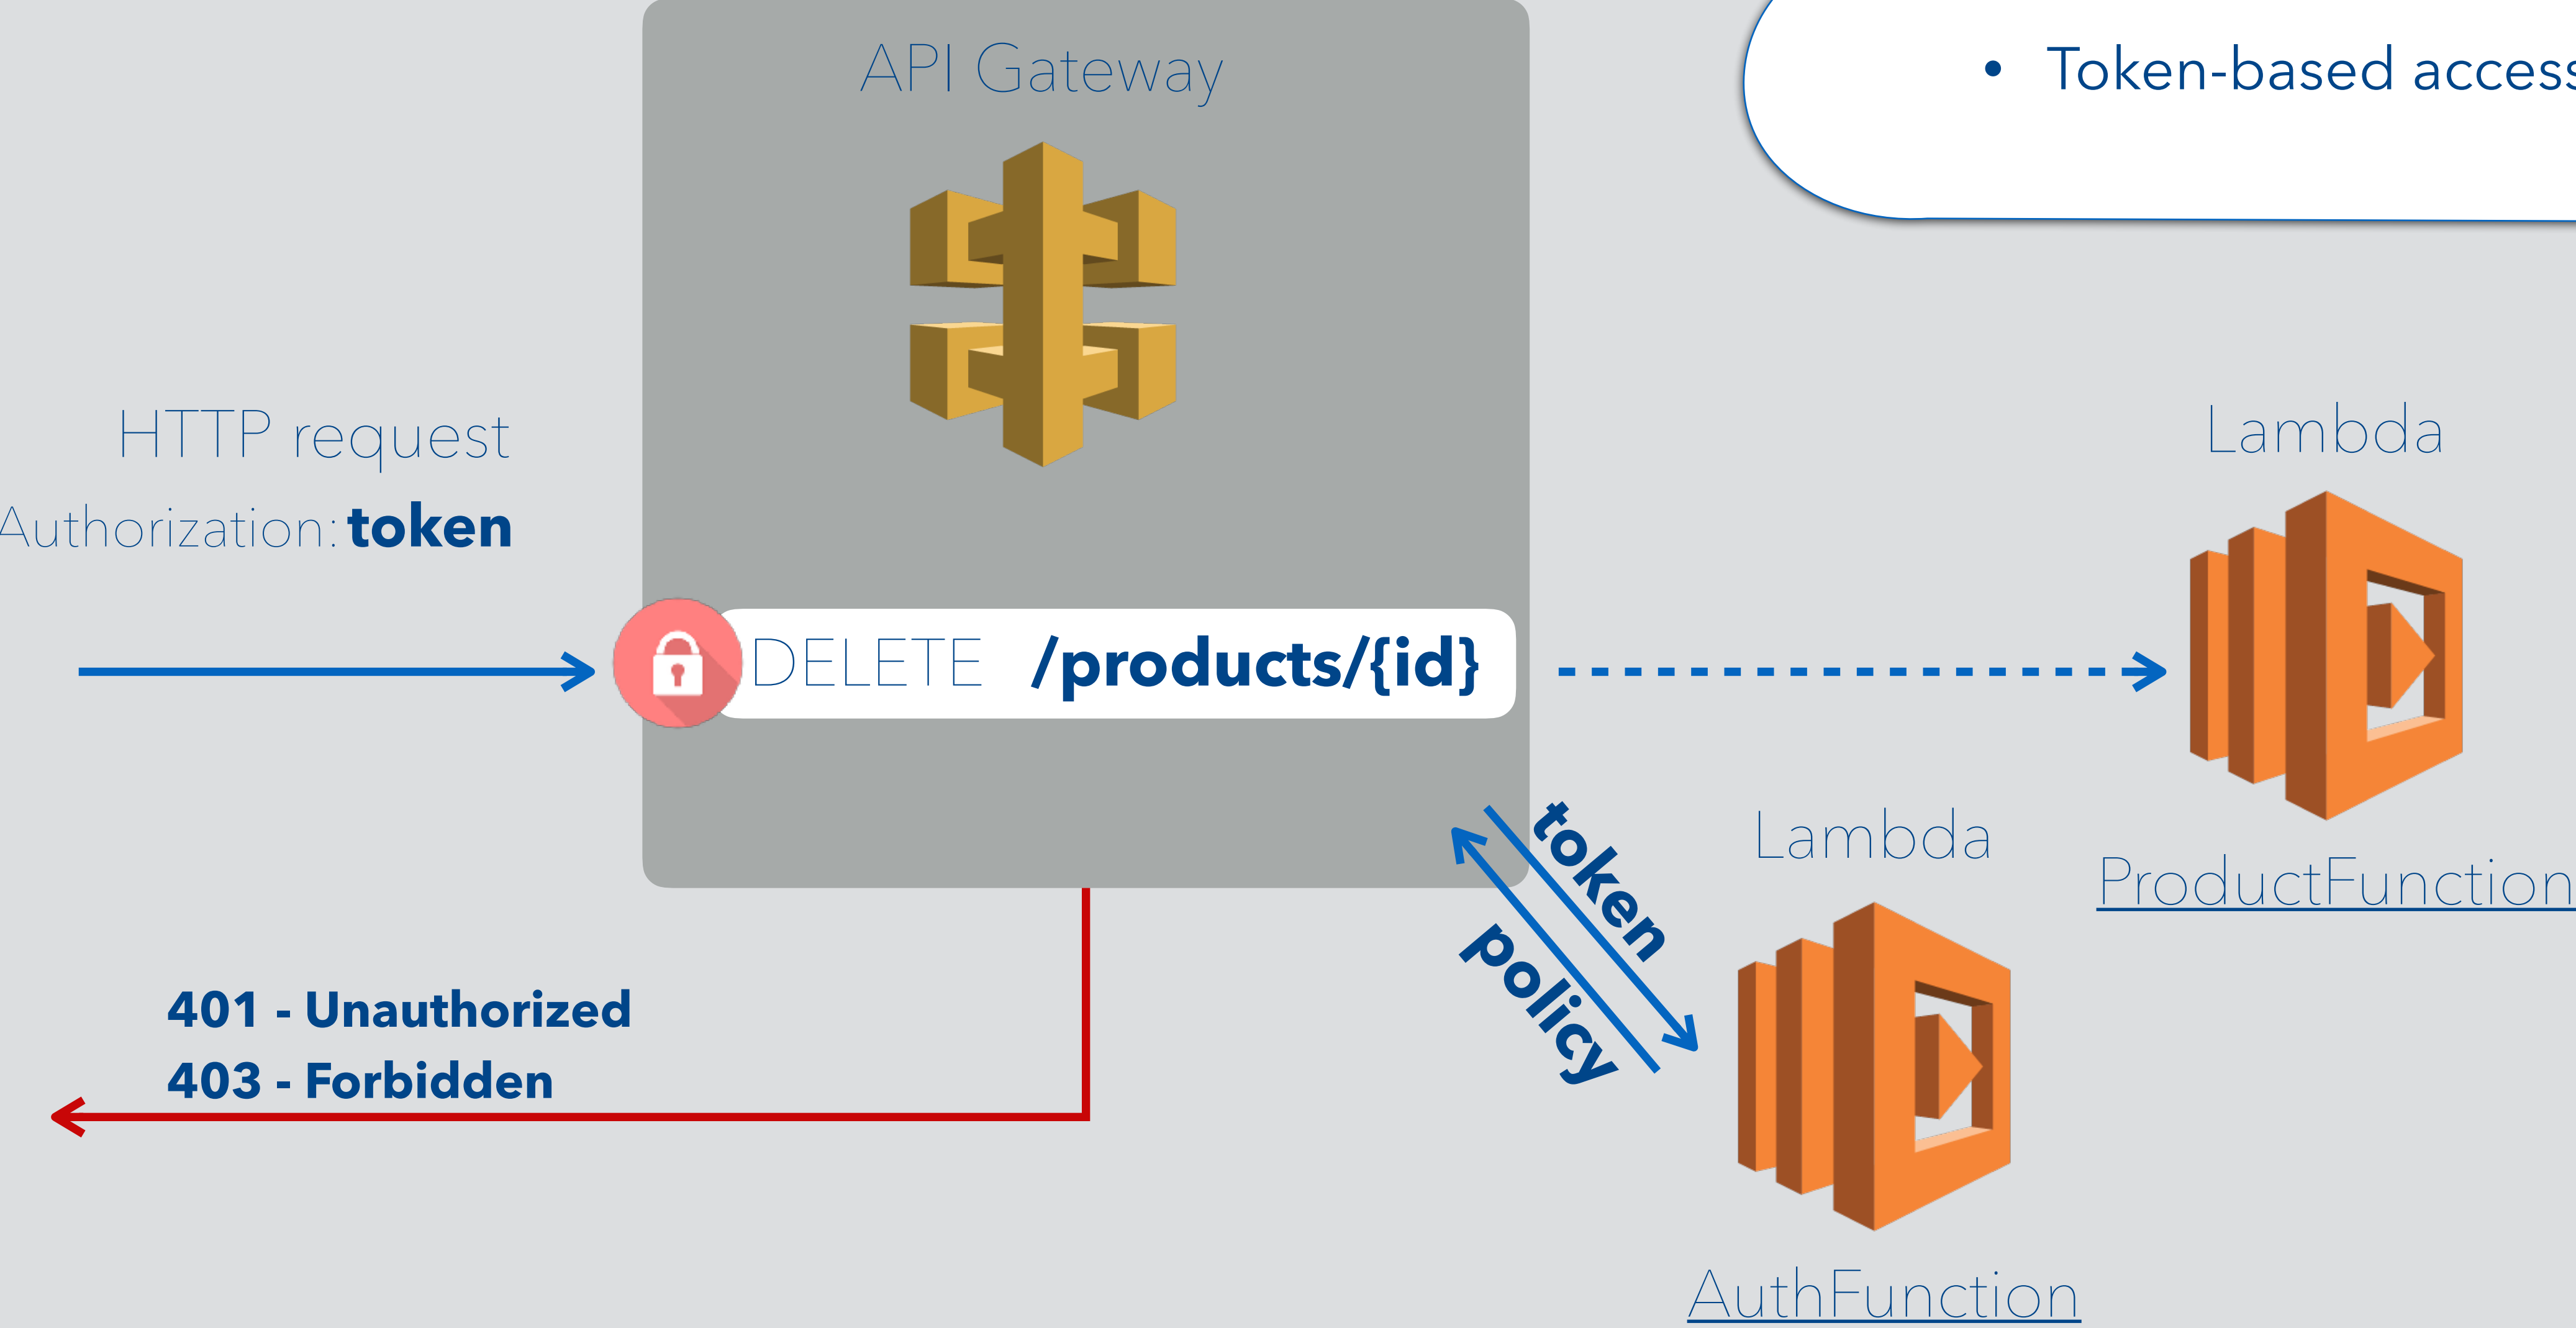 API Gateway
• Token-based access
HTTP request
Authorization: token
Lambda
DELETE /products/{id}
token
policy
Lambda
ProductFunction
401 - Unauthorized
403 - Forbidden
AuthFunction